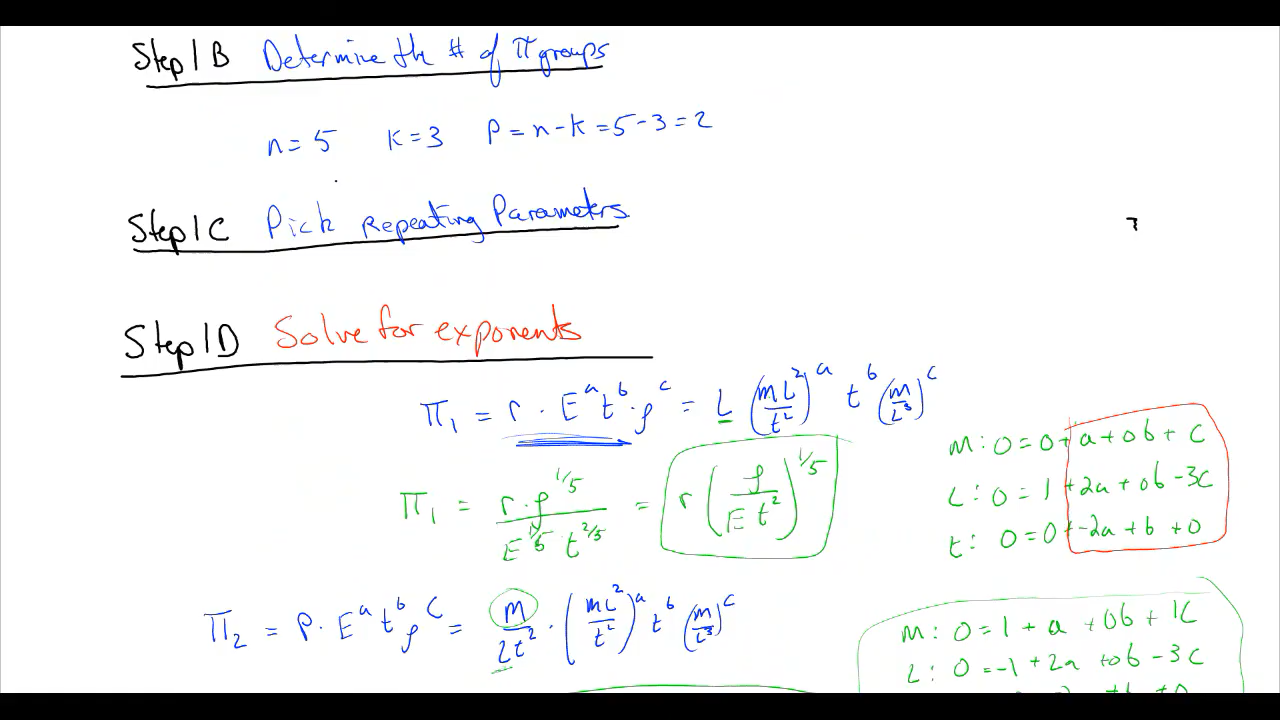 Step 1B Determine the # of π groups
n = 5 k = 3 P = n - k = 5 - 3 = 2
Step 1C Pick Repeating Parameters
Step 1D Solve for exponents
π₁ = r · E^a t^b · ρ^c = L (mL²/t²)^a t^b (m/L³)^c
m: 0 = 0 + a + 0b + c
π₁ = r · ρ^1/5 / E^1/5 · t^2/5 = r (ρ / E t²)^1/5
L: 0 = 1 + 2a + 0b - 3c
t: 0 = 0 + -2a + b + 0
π₂ = P · E^a t^b ρ^c = m/Lt² · (mL²/t²)^a t^b (m/L³)^c
m: 0 = 1 + a + 0b + 1c
L: 0 = -1 + 2a + 0b - 3c